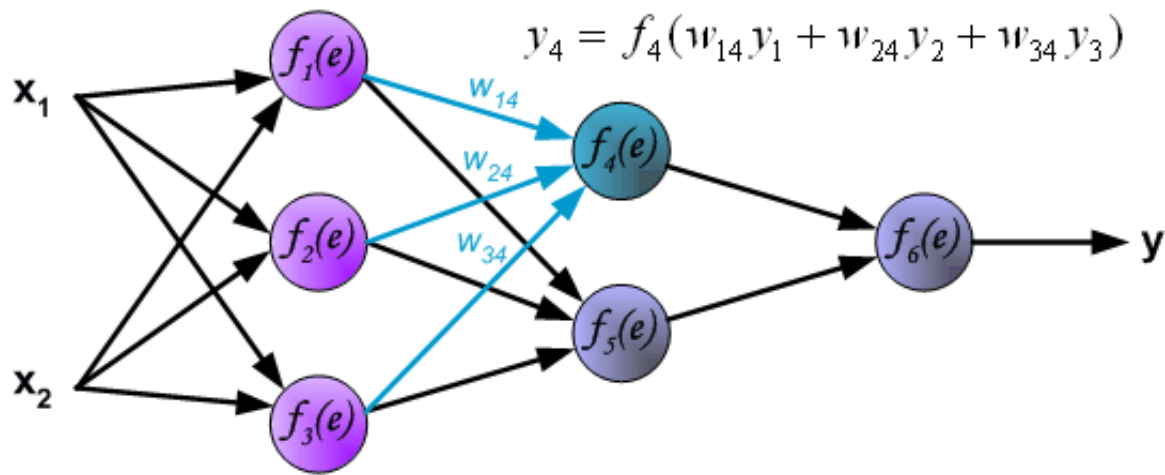 y₄ = f₄(w₁₄y₁ + w₂₄y₂ + w₃₄y₃)
f₁(e)
x₁
w₁₄
f₄(e)
w₂₄
f₂(e)
w₃₄
f₆(e)
y
f₅(e)
x₂
f₃(e)